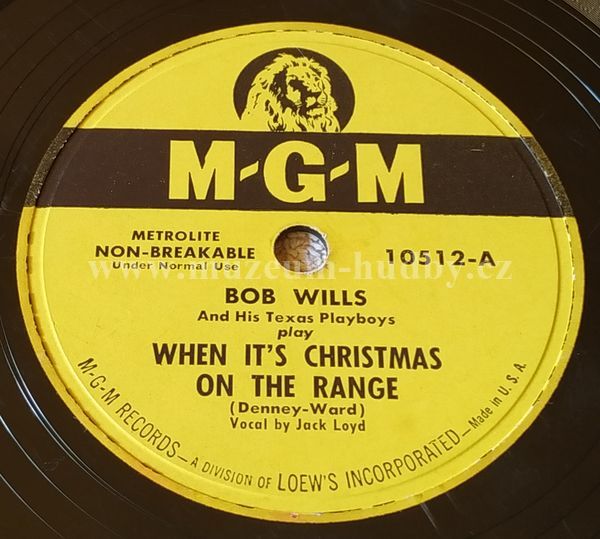 M-G-M
METROLITE
NON-BREAKABLE
Under Normal Use
10512-A
www.muzeum-hudby.cz
BOB WILLS
And His Texas Playboys
play
WHEN IT'S CHRISTMAS
ON THE RANGE
(Denney-Ward)
Vocal by Jack Loyd
M-G-M RECORDS—A DIVISION OF LOEW'S INCORPORATED—Made in U. S. A.